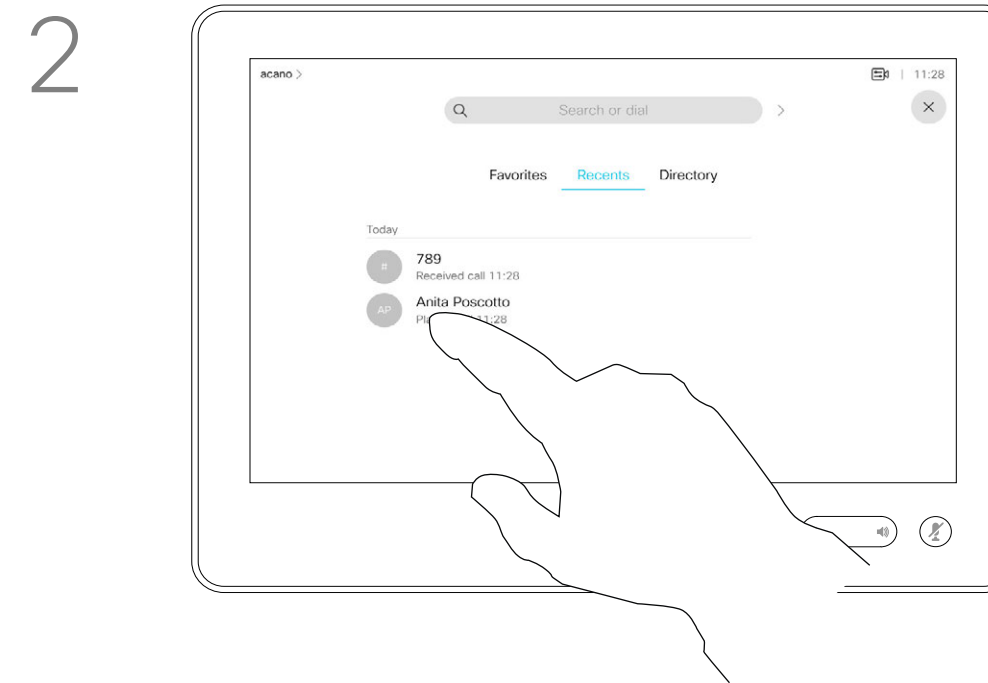 2
acano >
11:28
Search or dial
>
Favorites Recents Directory
Today
#
789
Received call 11:28
AP
Anita Poscotto
11:28